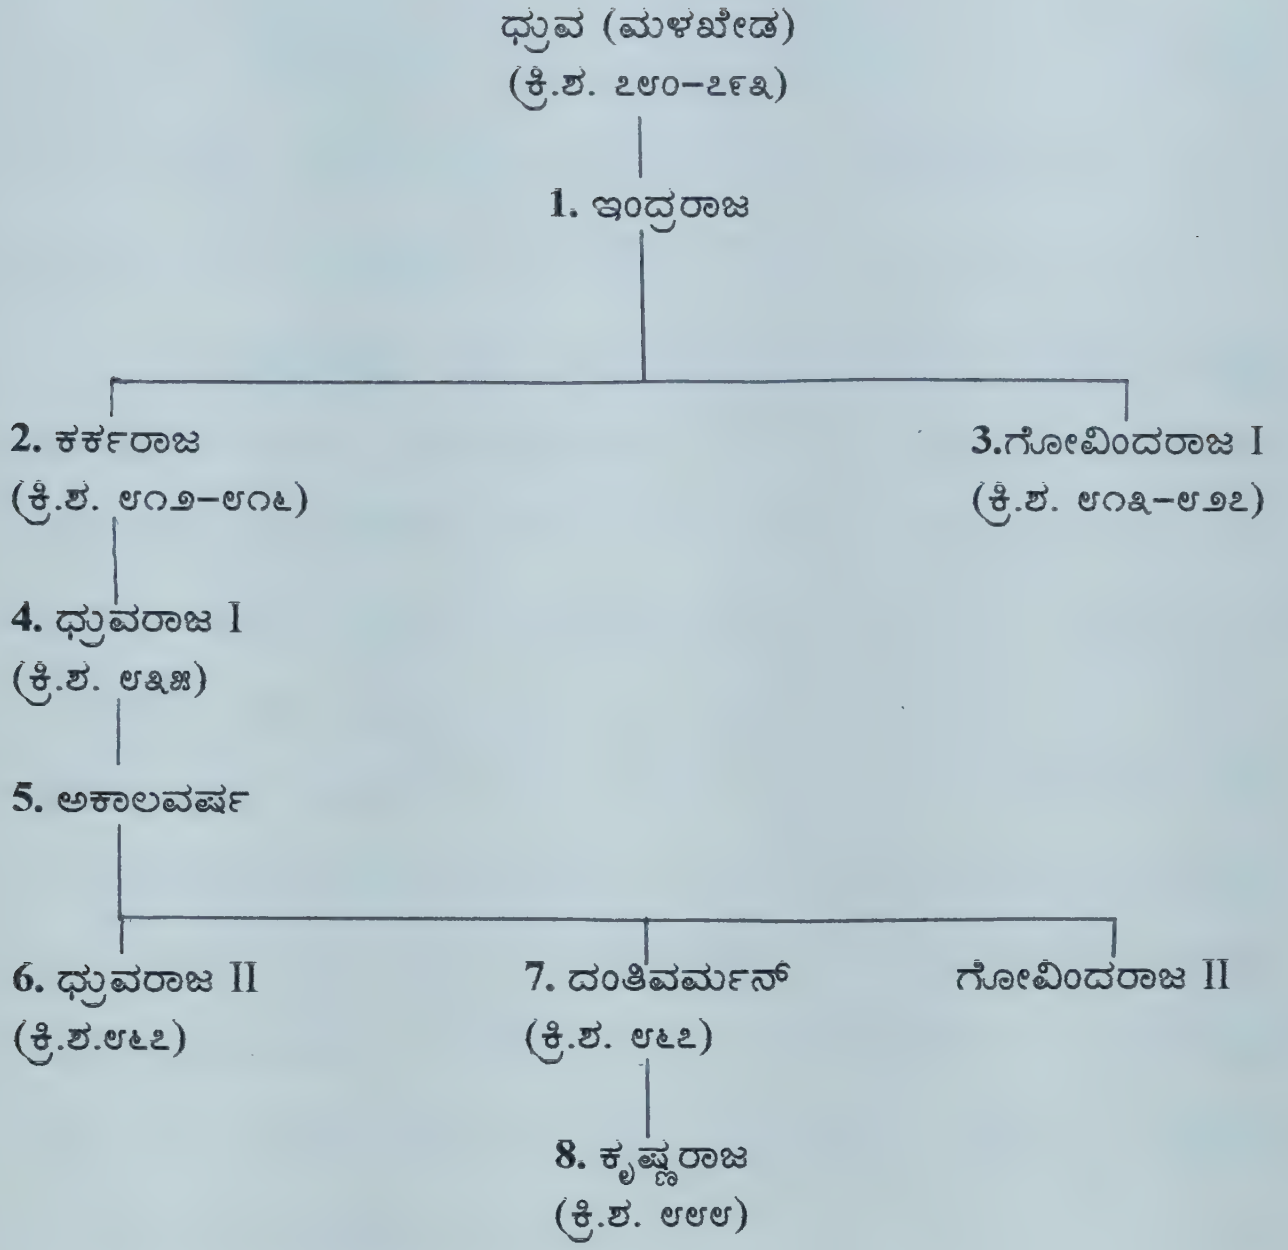 ಧ್ರುವ (ಮಳಖೇಡ)
(ಕ್ರಿ.ಶ. ೭೮೦–೭೯೩)
1. ಇಂದ್ರರಾಜ
2. ಕರ್ಕರಾಜ
(ಕ್ರಿ.ಶ. ೮೧೨–೮೧೬)
3.ಗೋವಿಂದರಾಜ I
(ಕ್ರಿ.ಶ. ೮೧೩–೮೨೭)
4. ಧ್ರುವರಾಜ I
(ಕ್ರಿ.ಶ. ೮೩೫)
5. ಅಕಾಲವರ್ಷ
6. ಧ್ರುವರಾಜ II
(ಕ್ರಿ.ಶ.೮೬೭)
7. ದಂತಿವರ್ಮನ್
(ಕ್ರಿ.ಶ. ೮೬೭)
ಗೋವಿಂದರಾಜ II
8. ಕೃಷ್ಣರಾಜ
(ಕ್ರಿ.ಶ. ೮೮೮)